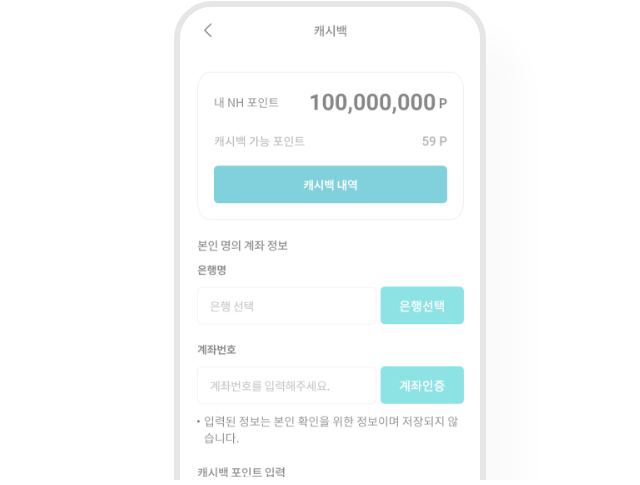 캐시백
내 NH 포인트 100,000,000 P
캐시백 가능 포인트 59 P
캐시백 내역
본인 명의 계좌 정보
은행명
은행 선택 은행선택
계좌번호
계좌번호를 입력해주세요. 계좌인증
• 입력된 정보는 본인 확인을 위한 정보이며 저장되지 않
습니다.
캐시백 포인트 입력